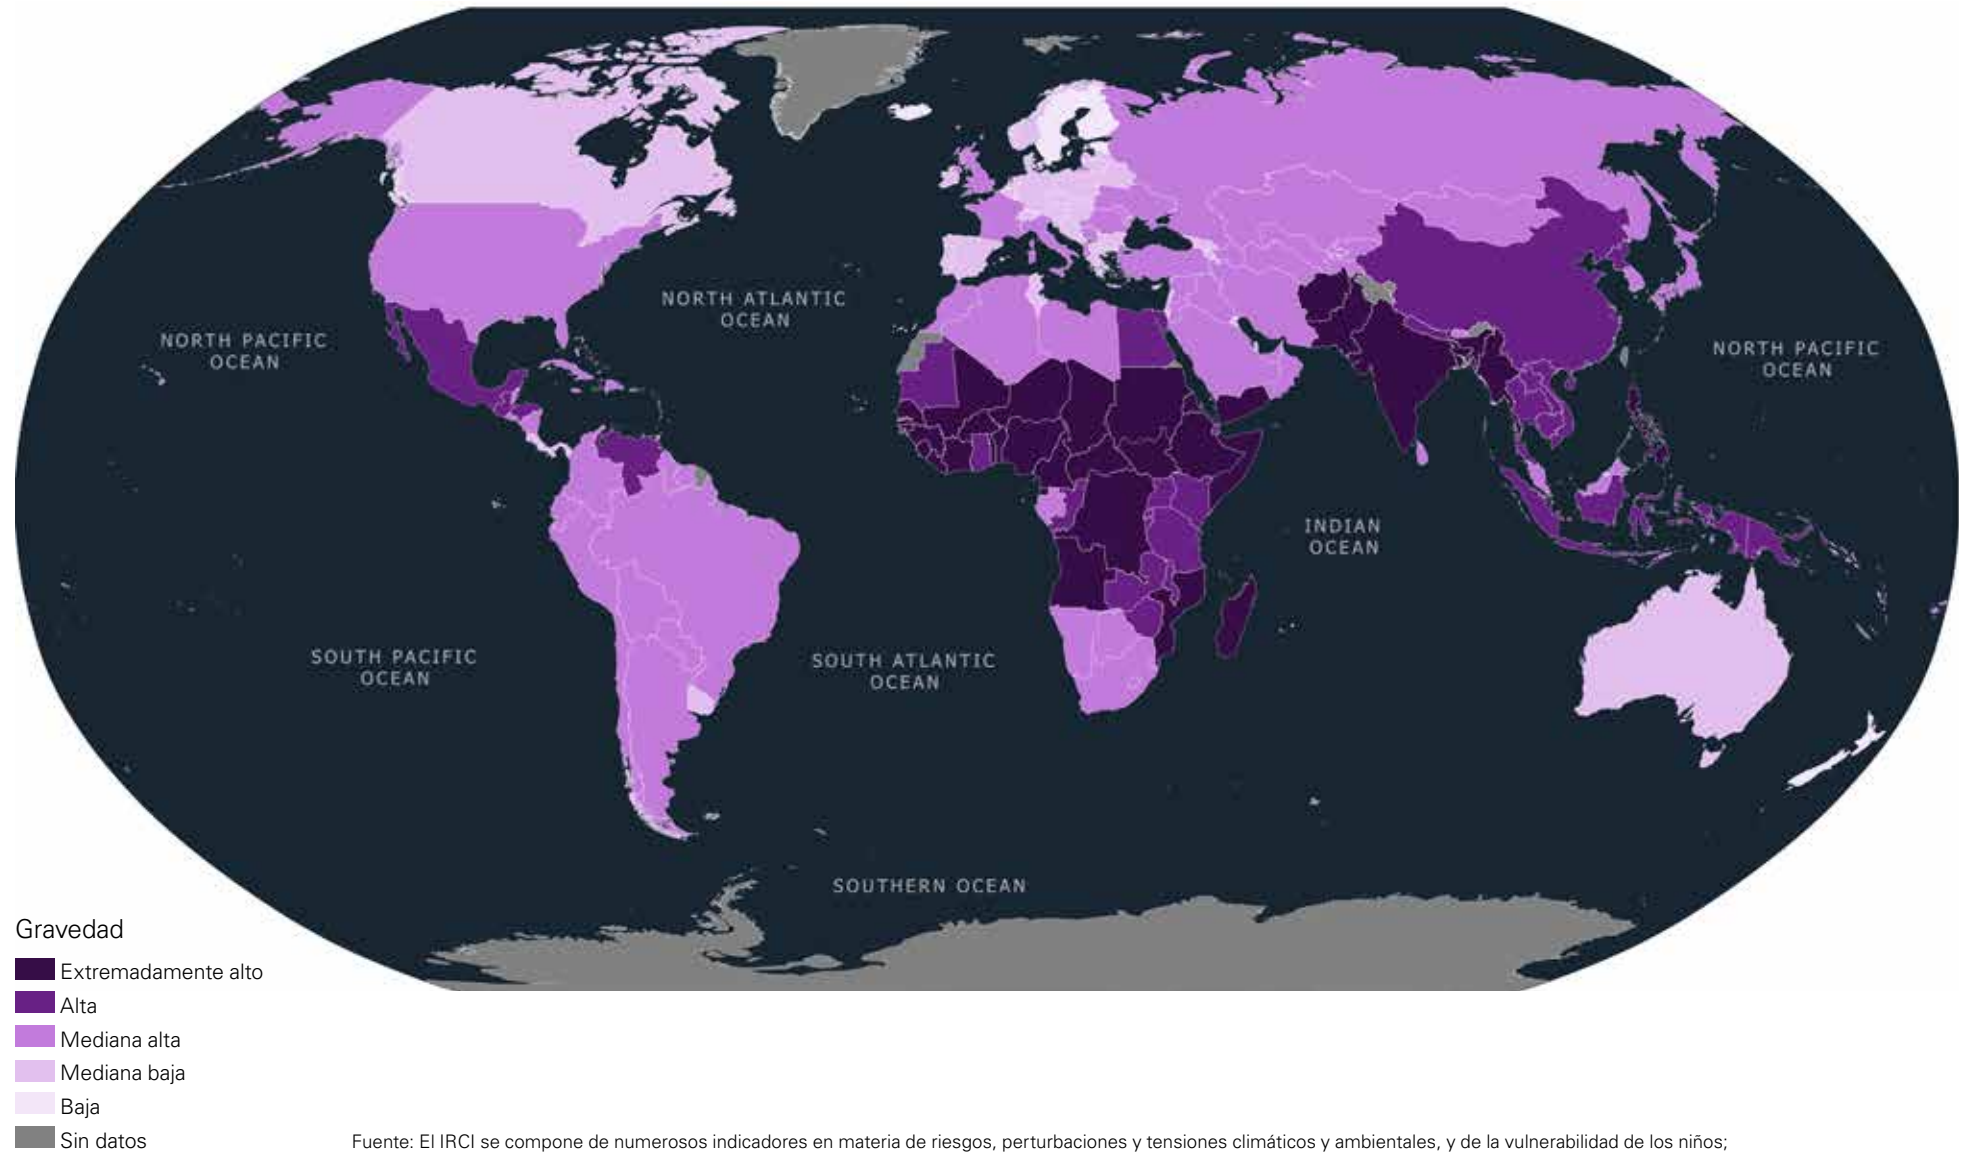 NORTH ATLANTIC
OCEAN
NORTH PACIFIC
OCEAN
NORTH PACIFIC
OCEAN
INDIAN
OCEAN
SOUTH PACIFIC
OCEAN
SOUTH ATLANTIC
OCEAN
SOUTHERN OCEAN
Gravedad
Extremadamente alto
Alta
Mediana alta
Mediana baja
Baja
Sin datos
Fuente: El IRCI se compone de numerosos indicadores en materia de riesgos, perturbaciones y tensiones climáticos y ambientales, y de la vulnerabilidad de los niños;